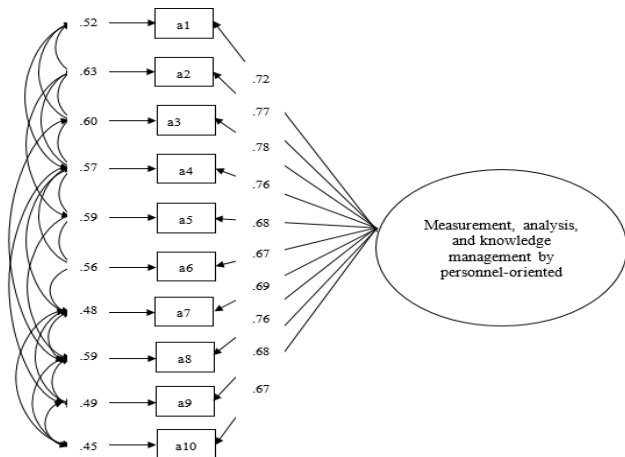 .52 a1
.72
.63 a2
.77
.60 a3
.78
.57 a4
.76
.59 a5
.68
.56 a6
.67
.48 a7
.69
.59 a8
.76
.49 a9
.68
.45 a10
.67
Measurement, analysis,
and knowledge
management by
personnel-oriented